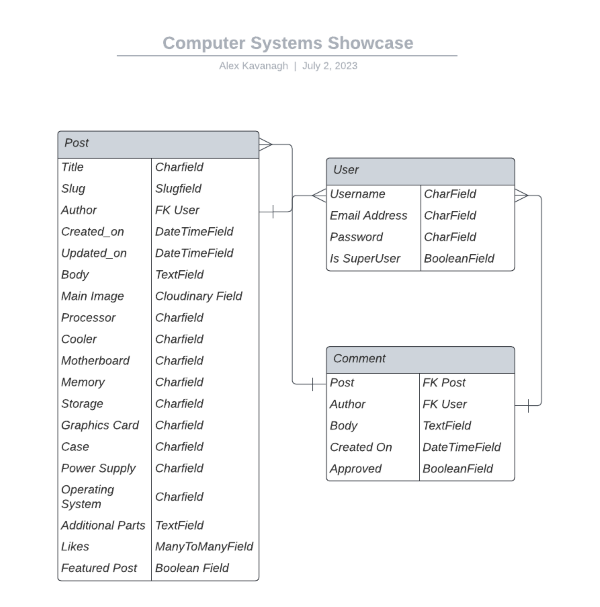 Computer Systems Showcase
Alex Kavanagh | July 2, 2023
Post
Title Charfield
Slug Slugfield
Author FK User
Created_on DateTimeField
Updated_on DateTimeField
Body TextField
Main Image Cloudinary Field
Processor Charfield
Cooler Charfield
Motherboard Charfield
Memory Charfield
Storage Charfield
Graphics Card Charfield
Case Charfield
Power Supply Charfield
Operating
System Charfield
Additional Parts TextField
Likes ManyToManyField
Featured Post Boolean Field
User
Username CharField
Email Address CharField
Password CharField
Is SuperUser BooleanField
Comment
Post FK Post
Author FK User
Body TextField
Created On DateTimeField
Approved BooleanField